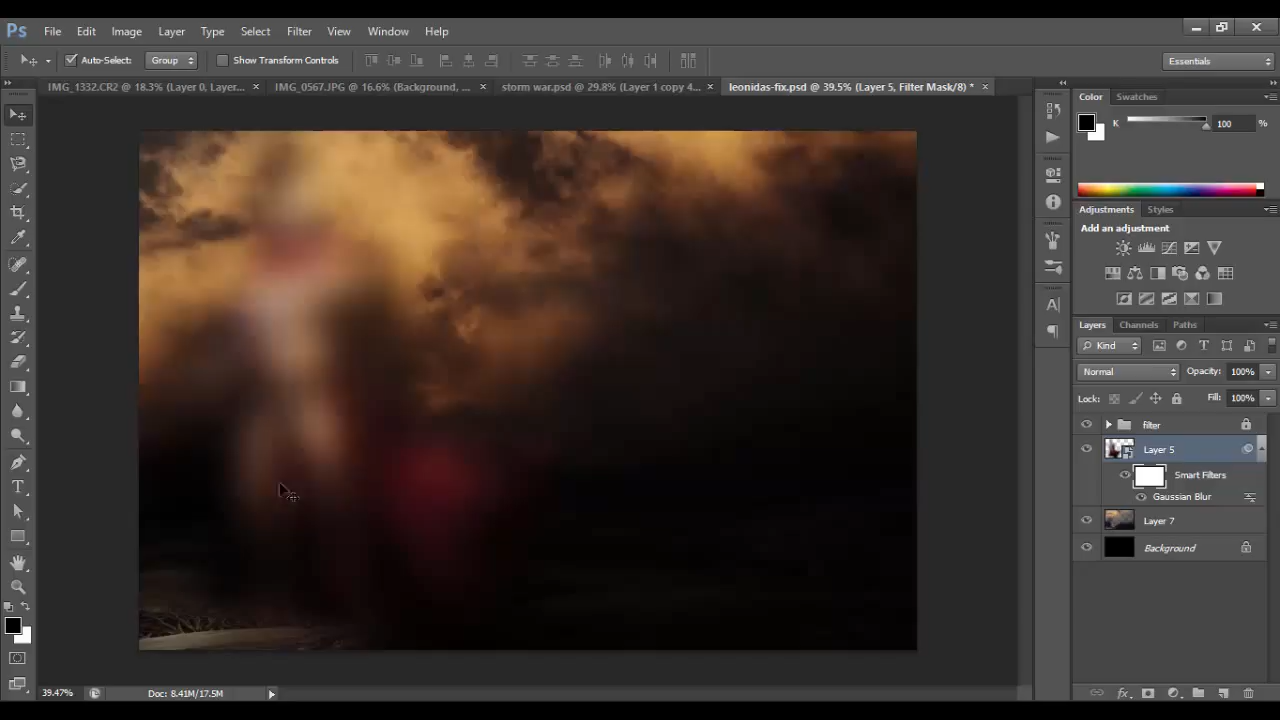 Ps File Edit Image Layer Type Select Filter View Window Help
Auto-Select: Group Show Transform Controls Essentials
IMG_1332.CR2 @ 18.3% (Layer 0, Layer... × IMG_0567.JPG @ 16.6% (Background, ... × storm war.psd @ 29.8% (Layer 1 copy 4... × leonidas-fix.psd @ 39.5% (Layer 5, Filter Mask/8) * ×
Color Swatches
K 100 %
Adjustments Styles
Add an adjustment
Layers Channels Paths
Kind
Normal Opacity: 100%
Lock: Fill: 100%
filter
Layer 5
Smart Filters
Gaussian Blur
Layer 7
Background
39.47% Doc: 8.41M/17.5M